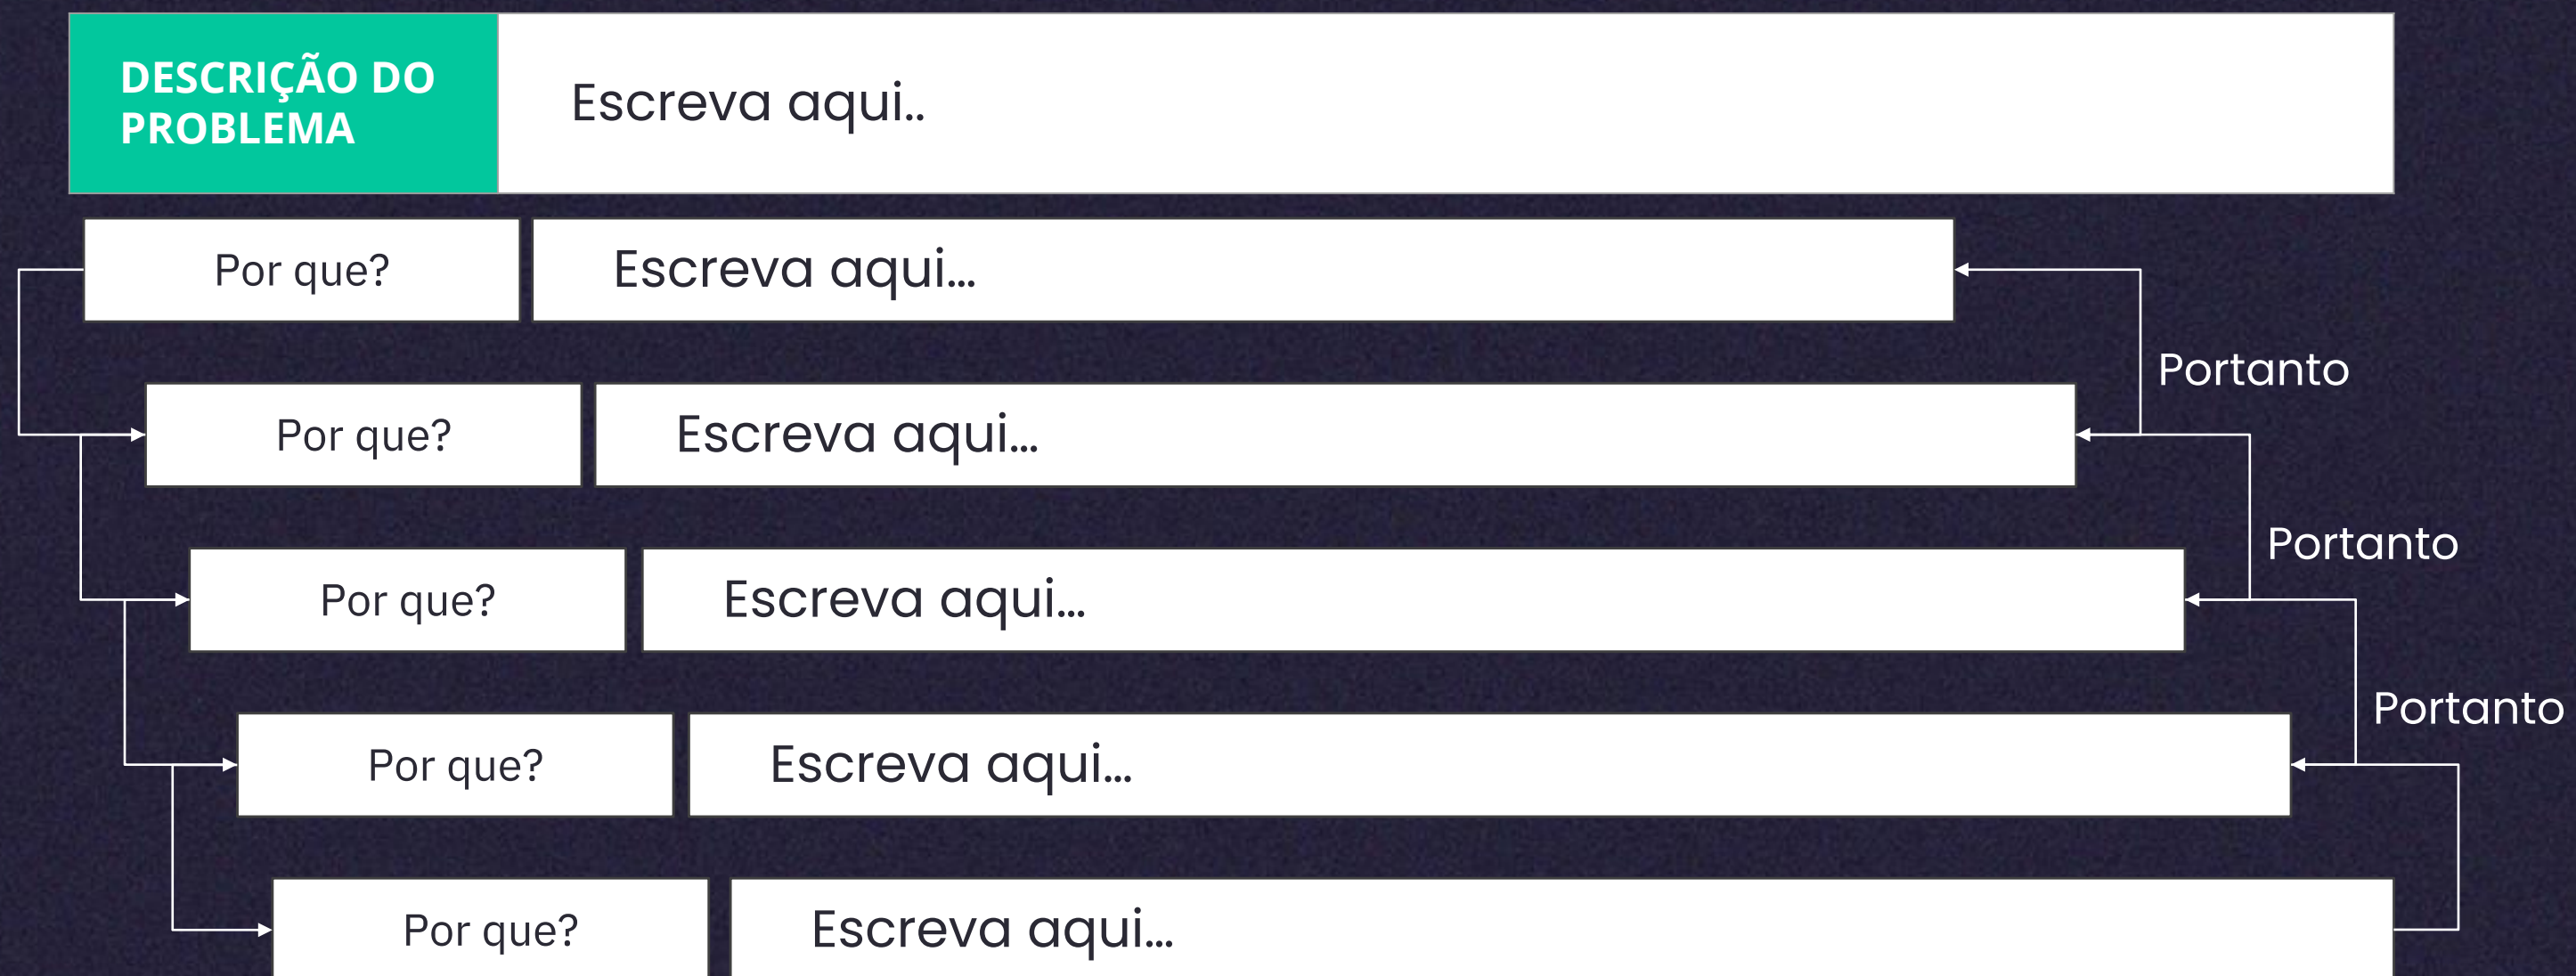 DESCRIÇÃO DO
PROBLEMA
Escreva aqui..
Por que?
Escreva aqui...
Portanto
Por que?
Escreva aqui...
Portanto
Por que?
Escreva aqui...
Portanto
Por que?
Escreva aqui...
Por que?
Escreva aqui...